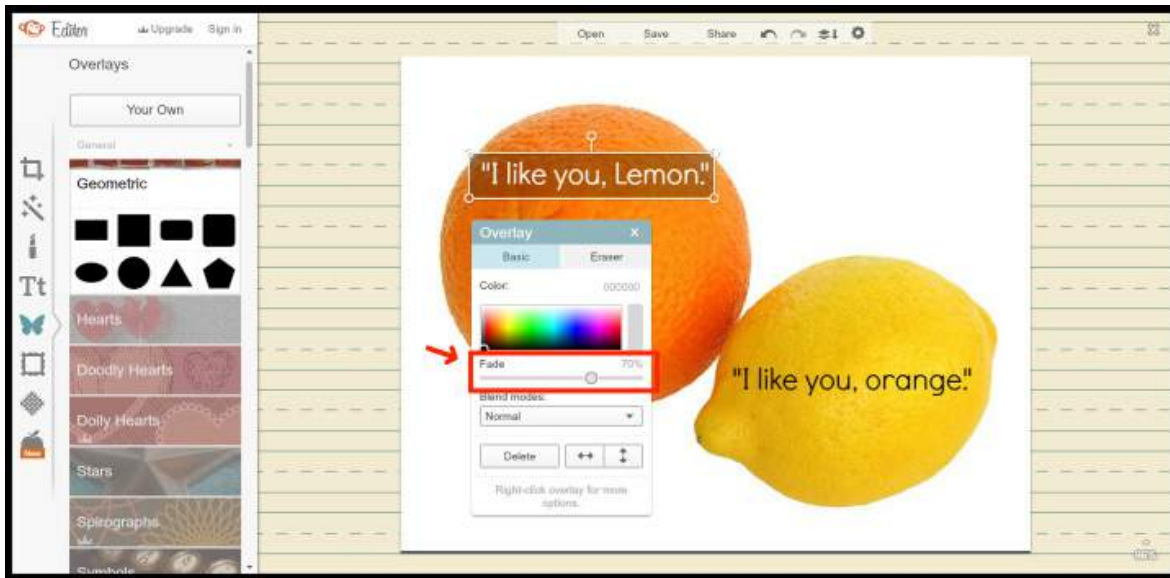 Editor
Upgrade
Sign in
Open
Save
Share
Overlays
Your Own
General
Geometric
Hearts
Doodly Hearts
Doily Hearts
Stars
Spirographs
Symbols
Tt
New
"I like you, Lemon."
Overlay
×
Basic
Eraser
Color:
000000
Fade
70%
Blend modes:
Normal
Delete
Right-click overlay for more
options.
"I like you, orange."